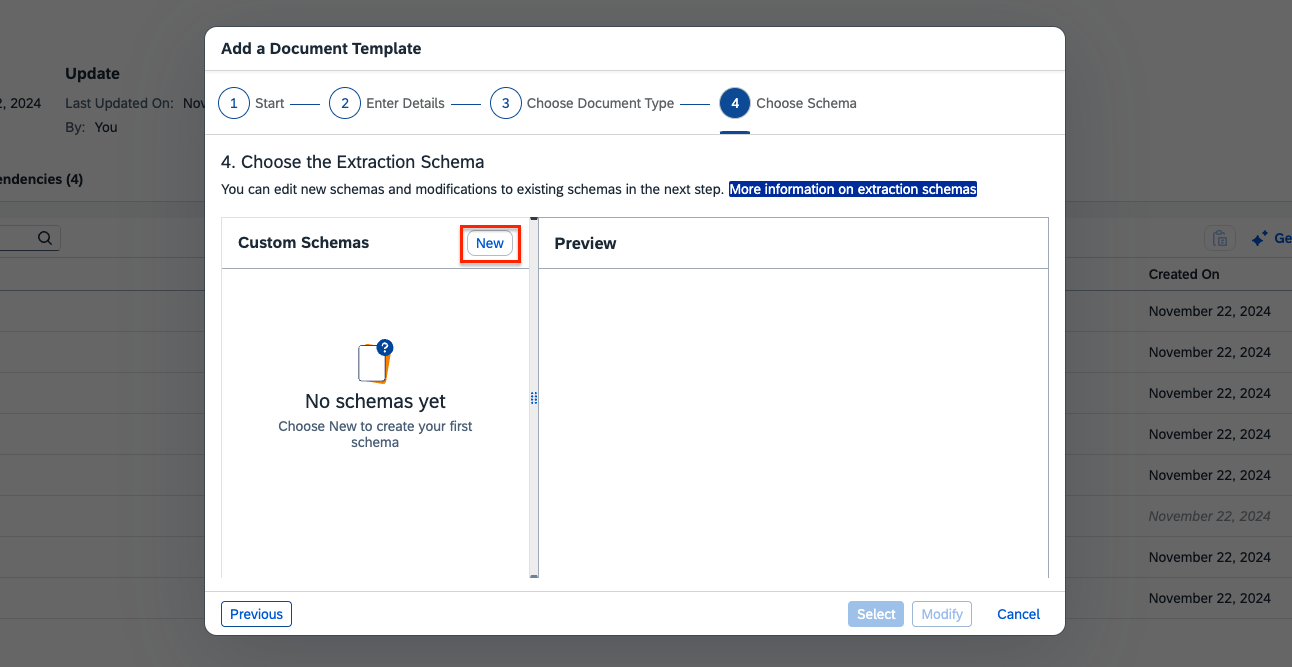 Add a Document Template
Update
2, 2024
Last Updated On: Nov
By: You
endencies (4)
1 Start
2 Enter Details
3 Choose Document Type
4 Choose Schema
4. Choose the Extraction Schema
You can edit new schemas and modifications to existing schemas in the next step. More information on extraction schemas
Custom Schemas
New
Preview
?
No schemas yet
Choose New to create your first
schema
Ge
Created On
November 22, 2024
November 22, 2024
November 22, 2024
November 22, 2024
November 22, 2024
November 22, 2024
November 22, 2024
November 22, 2024
Previous
Select
Modify
Cancel